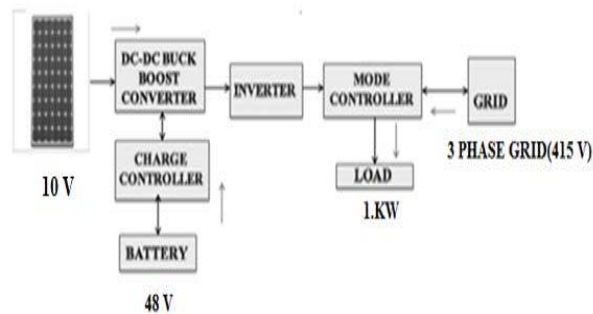 DC-DC BUCK
BOOST
CONVERTER
INVERTER
MODE
CONTROLLER
GRID
3 PHASE GRID(415 V)
CHARGE
CONTROLLER
LOAD
1.KW
10 V
BATTERY
48 V